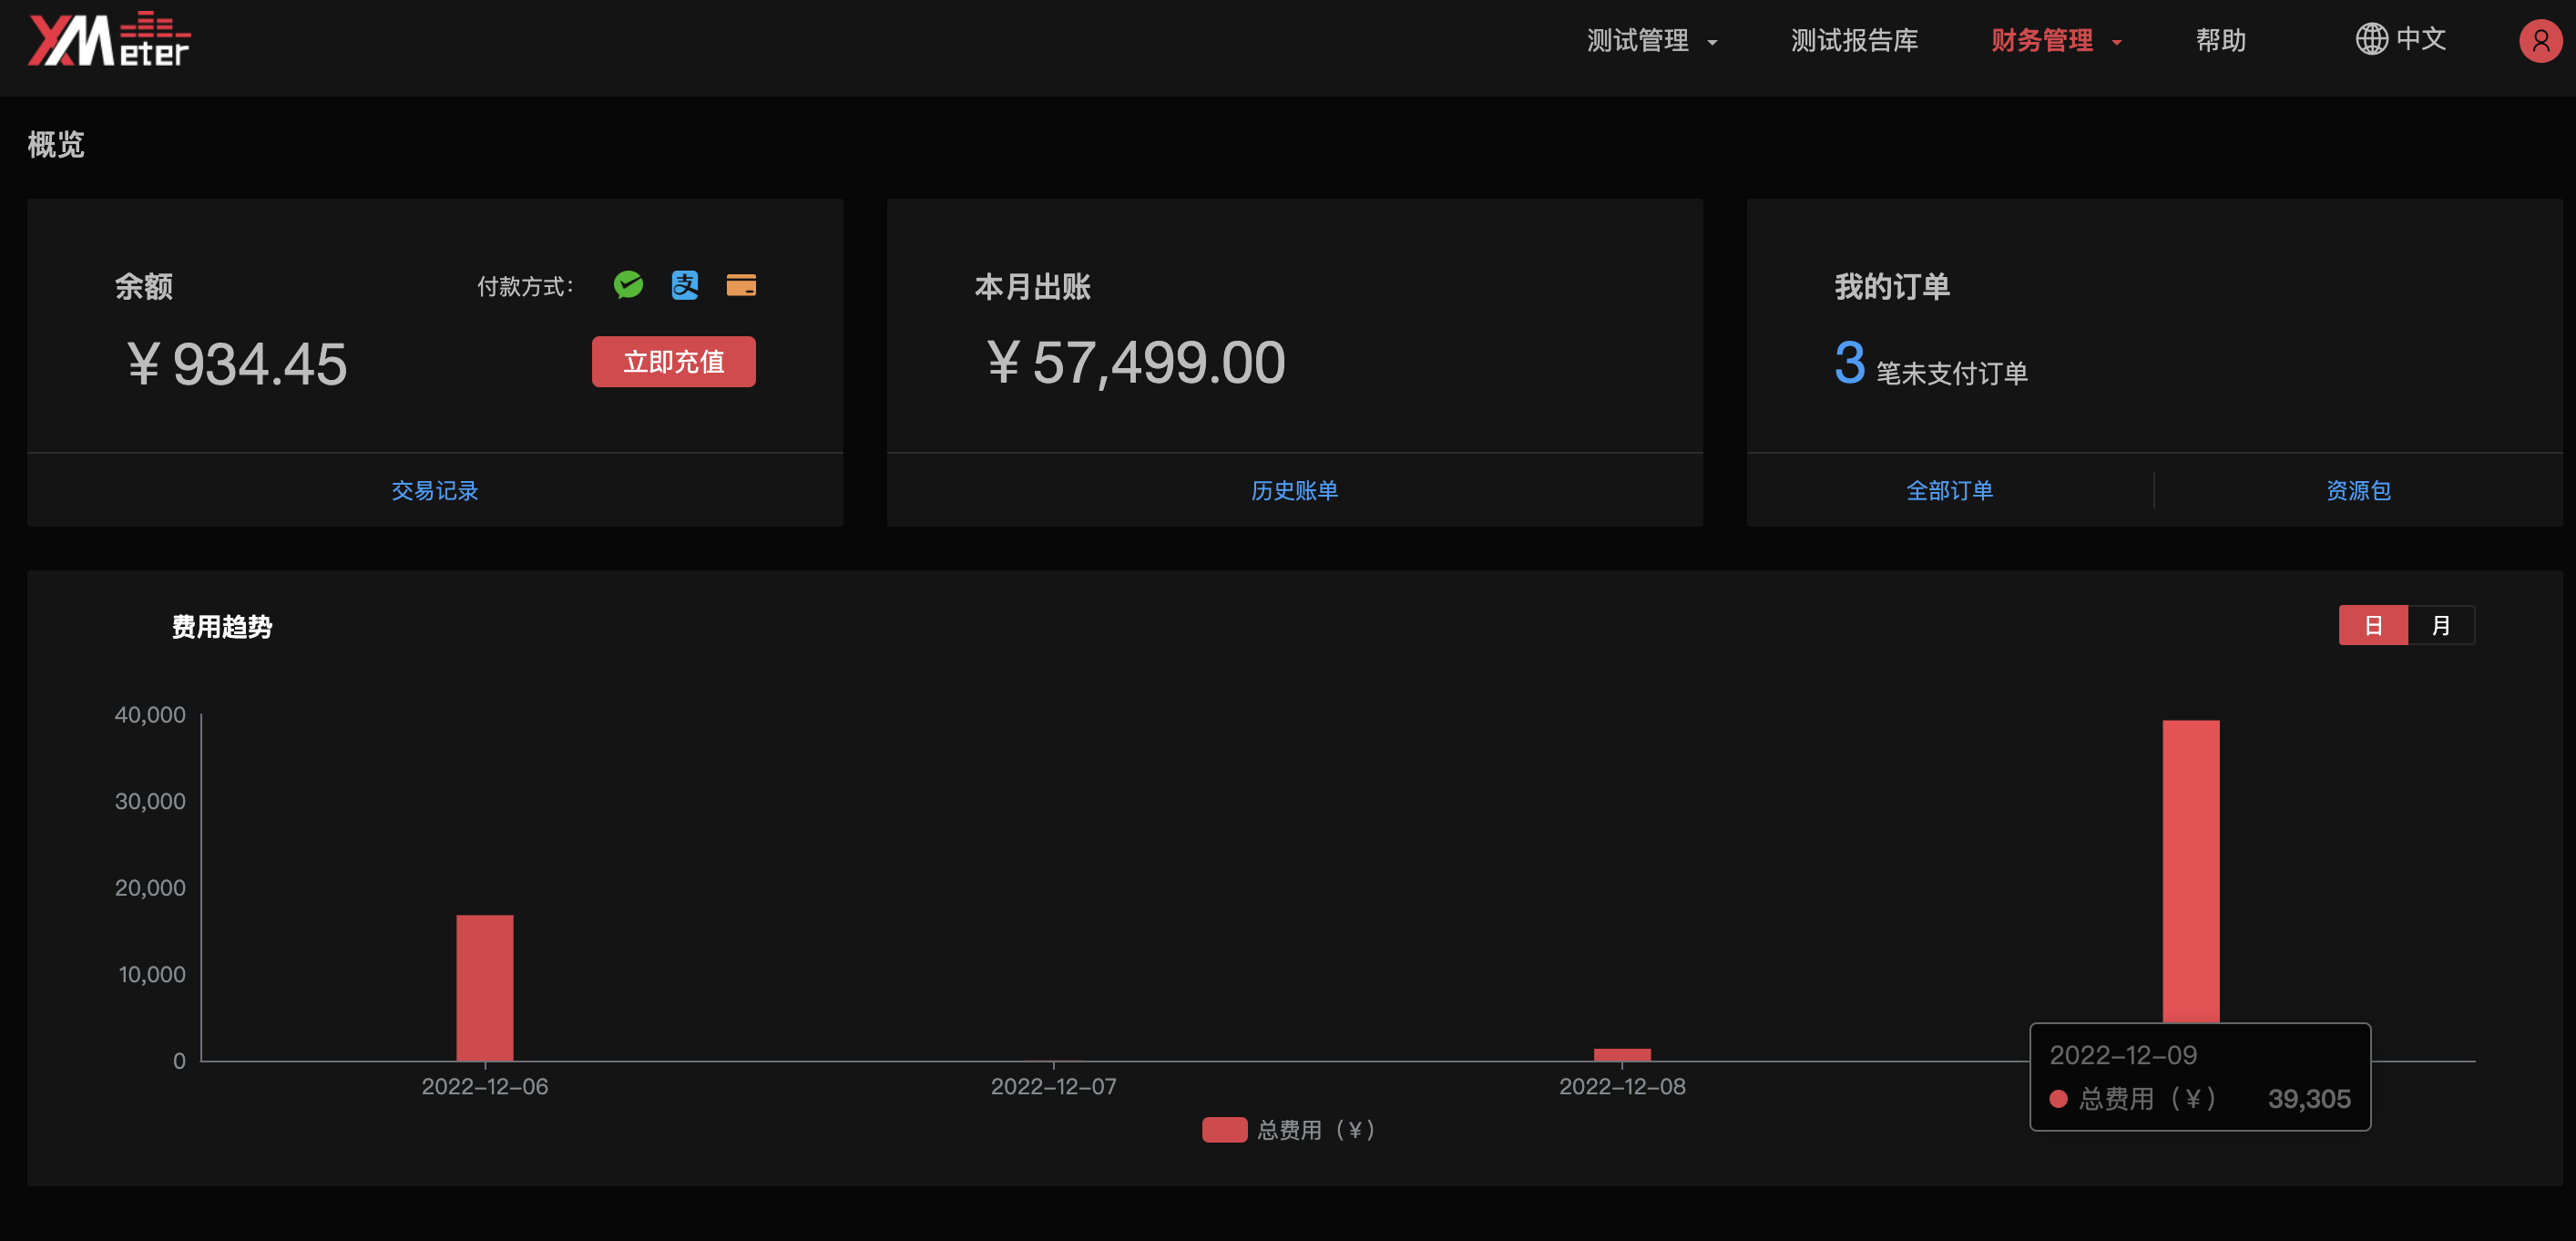 XMeter
测试管理
测试报告库
财务管理
帮助
中文
概览
余额
付款方式：
支
￥934.45
立即充值
交易记录
本月出账
￥57,499.00
历史账单
我的订单
3 笔未支付订单
全部订单
资源包
费用趋势
日
月
40,000
30,000
20,000
10,000
0
2022-12-06
2022-12-07
2022-12-08
2022-12-09
总费用（￥） 39,305
总费用（￥）